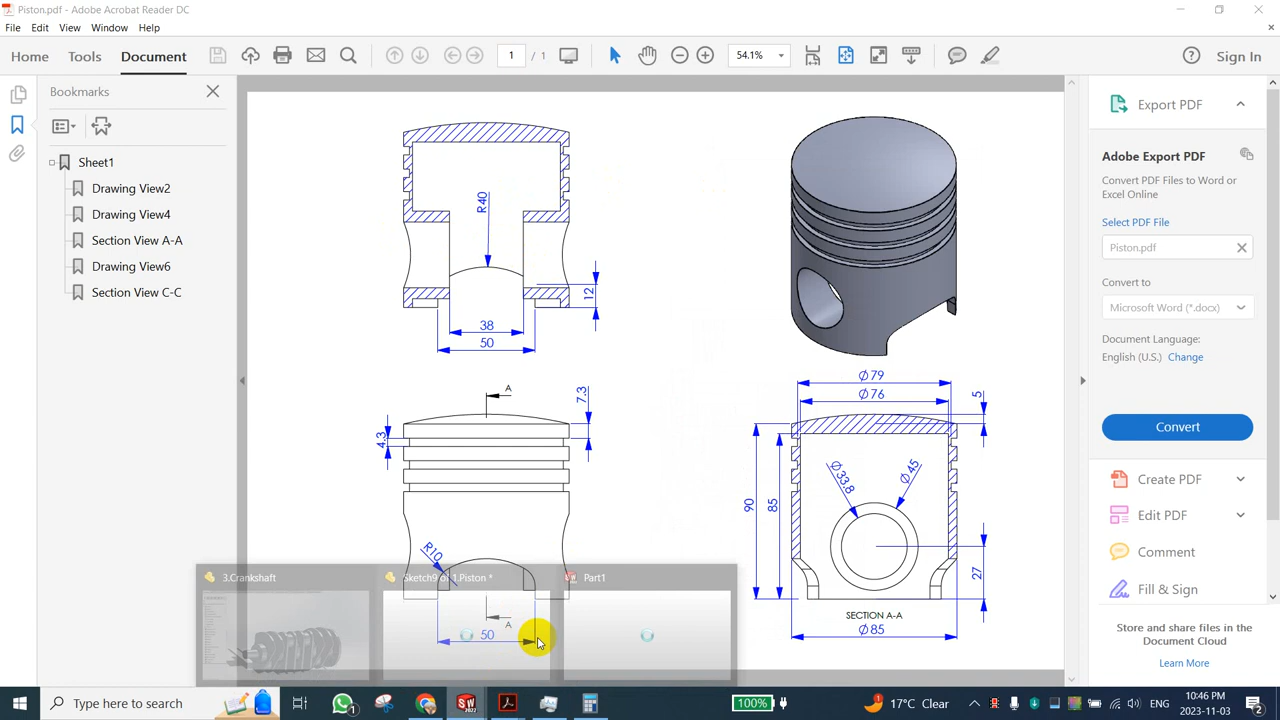 Piston.pdf - Adobe Acrobat Reader DC
File Edit View Window Help
Home Tools Document 1 / 1 54.1% Sign In
Bookmarks
Sheet1
Drawing View2
Drawing View4
Section View A-A
Drawing View6
Section View C-C
R40
12
38
50
A
7.3
4.3
R10
A
50
Ø79
Ø76
5
Ø33.8
Ø45
90
85
27
SECTION A-A
Ø85
Export PDF
Adobe Export PDF
Convert PDF Files to Word or
Excel Online
Select PDF File
Piston.pdf
Convert to
Microsoft Word (*.docx)
Document Language:
English (U.S.) Change
Convert
Create PDF
Edit PDF
Comment
Fill & Sign
Store and share files in the
Document Cloud
Learn More
3.Crankshaft
Sketch9 of 1.Piston *
Part1
Type here to search
100%
17°C Clear
ENG
10:46 PM
2023-11-03
2